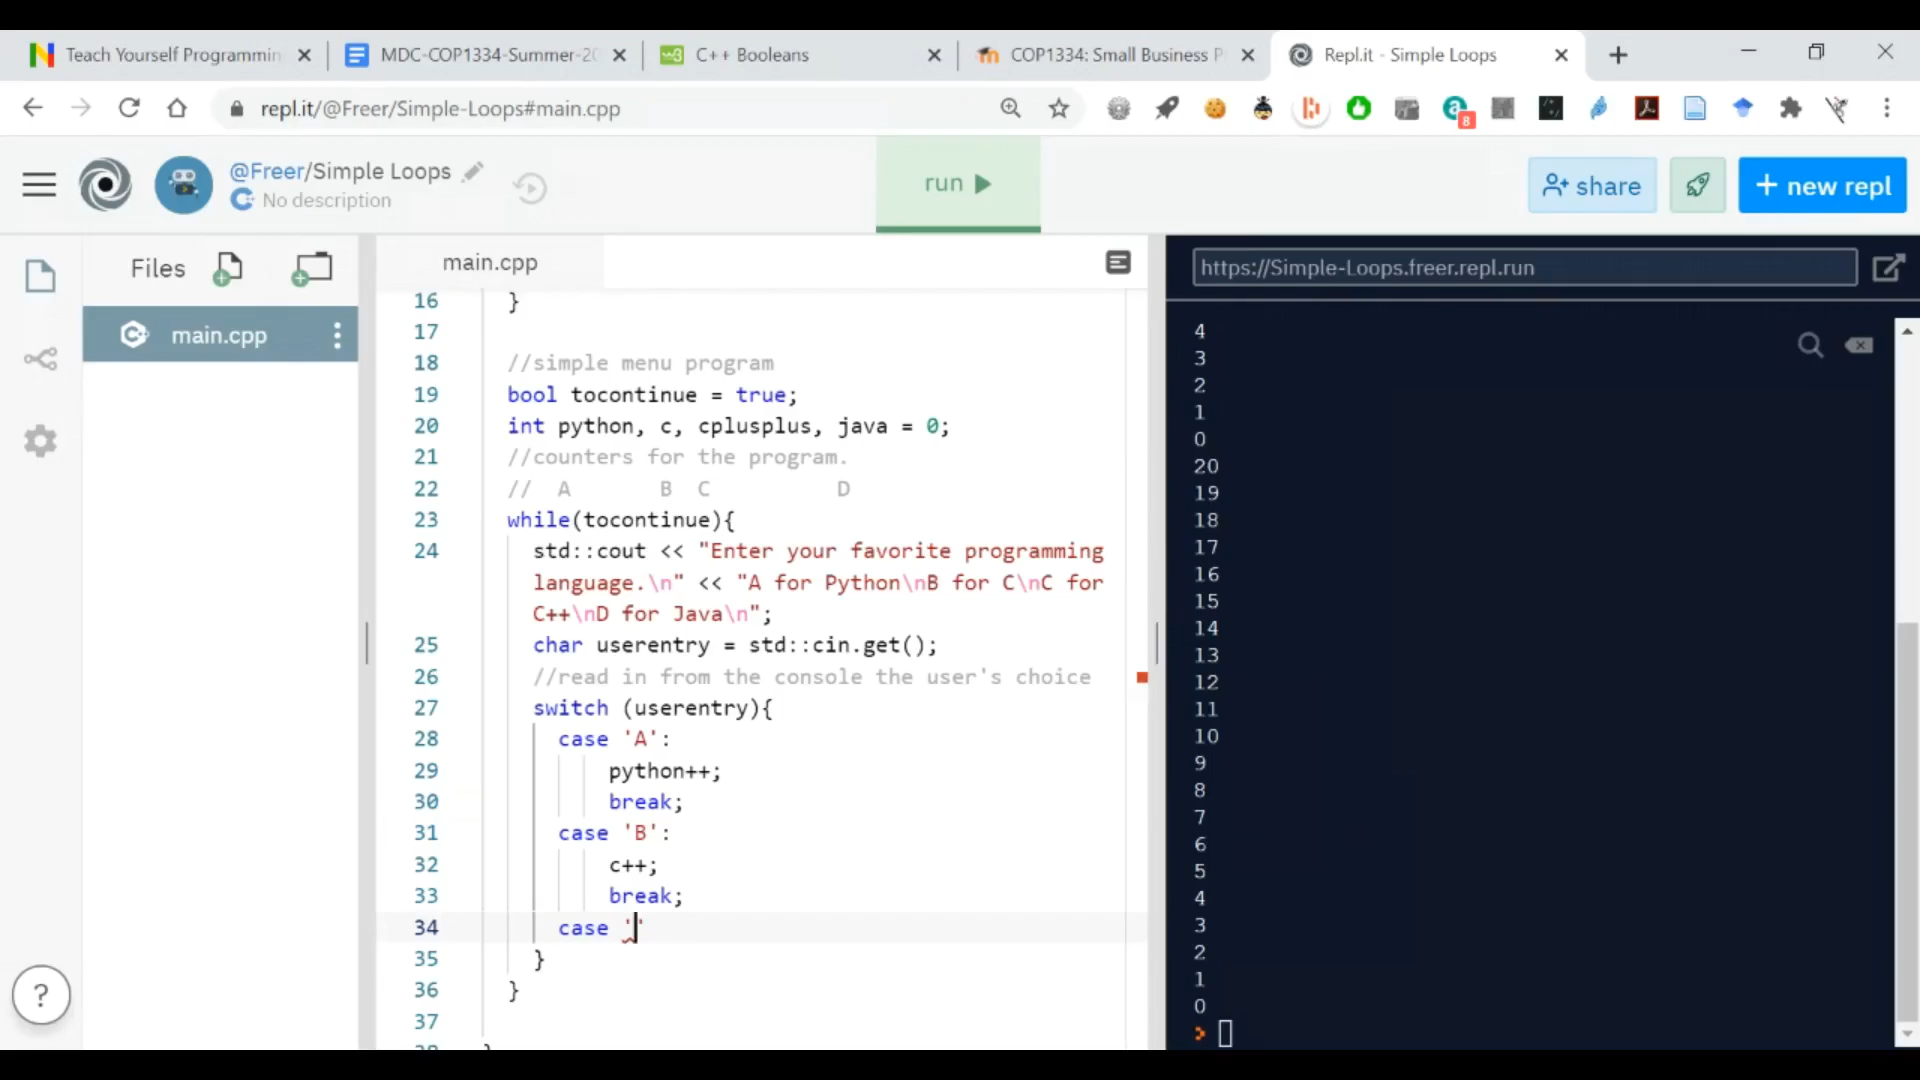 Teach Yourself Programmin
MDC-COP1334-Summer-20
C++ Booleans
COP1334: Small Business P
Repl.it - Simple Loops
repl.it/@Freer/Simple-Loops#main.cpp
8
@Freer/Simple Loops
No description
run
share
+ new repl
Files
main.cpp
main.cpp
https://Simple-Loops.freer.repl.run
16 }
17
18 //simple menu program
19 bool tocontinue = true;
20 int python, c, cplusplus, java = 0;
21 //counters for the program.
22 // A B C D
23 while(tocontinue){
24 std::cout << "Enter your favorite programming
language.\n" << "A for Python\nB for C\nC for
C++\nD for Java\n";
25 char userentry = std::cin.get();
26 //read in from the console the user's choice
27 switch (userentry){
28 case 'A':
29 python++;
30 break;
31 case 'B':
32 c++;
33 break;
34 case ''
35 }
36 }
37
4
3
2
1
0
20
19
18
17
16
15
14
13
12
11
10
9
8
7
6
5
4
3
2
1
0
>
?